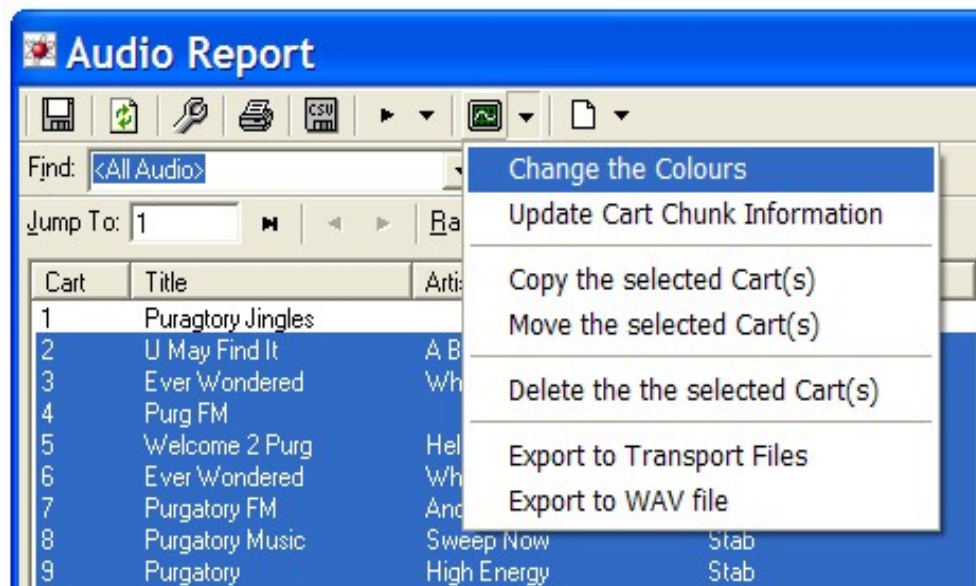 Audio Report
CSV
Find: <All Audio>
Change the Colours
Jump To: 1 Ra
Update Cart Chunk Information
Cart Title Arti
Copy the selected Cart(s)
1 Puragtory Jingles
Move the selected Cart(s)
2 U May Find It A B
3 Ever Wondered Wh
Delete the the selected Cart(s)
4 Purg FM
5 Welcome 2 Purg Hel
Export to Transport Files
6 Ever Wondered Wh
Export to WAV file
7 Purgatory FM And
8 Purgatory Music Sweep Now Stab
9 Purgatory High Energy Stab